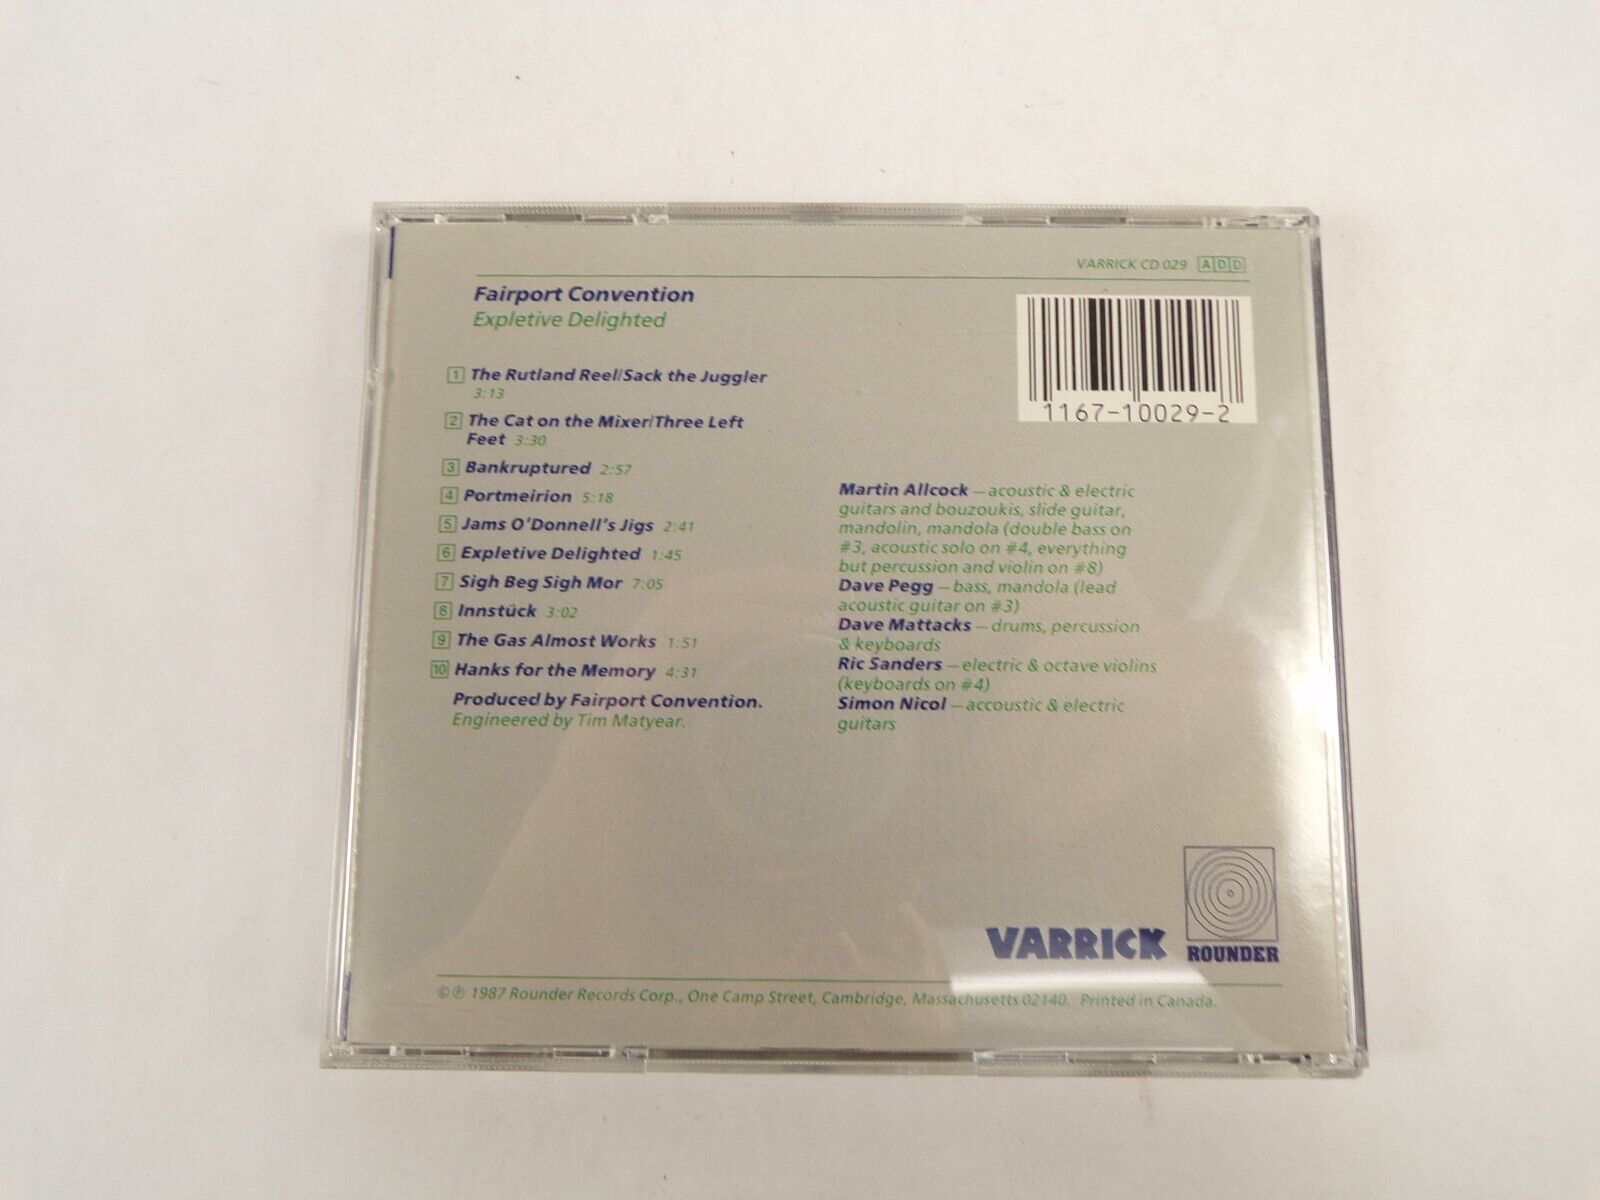 VARRICK CD 029 ADD
Fairport Convention
Expletive Delighted
1167-10029-2
1 The Rutland Reel/Sack the Juggler
3:13
2 The Cat on the Mixer/Three Left
Feet 3:30
3 Bankruptured 2:57
4 Portmeirion 5:18
5 Jams O'Donnell's Jigs 2:41
6 Expletive Delighted 1:45
7 Sigh Beg Sigh Mor 7:05
8 Innstück 3:02
9 The Gas Almost Works 1:51
10 Hanks for the Memory 4:31
Produced by Fairport Convention.
Engineered by Tim Matyear.
Martin Allcock – acoustic & electric
guitars and bouzoukis, slide guitar,
mandolin, mandola (double bass on
#3, acoustic solo on #4, everything
but percussion and violin on #8)
Dave Pegg – bass, mandola (lead
acoustic guitar on #3)
Dave Mattacks – drums, percussion
& keyboards
Ric Sanders – electric & octave violins
(keyboards on #4)
Simon Nicol – accoustic & electric
guitars
VARRICK
ROUNDER
© ℗ 1987 Rounder Records Corp., One Camp Street, Cambridge, Massachusetts 02140. Printed in Canada.